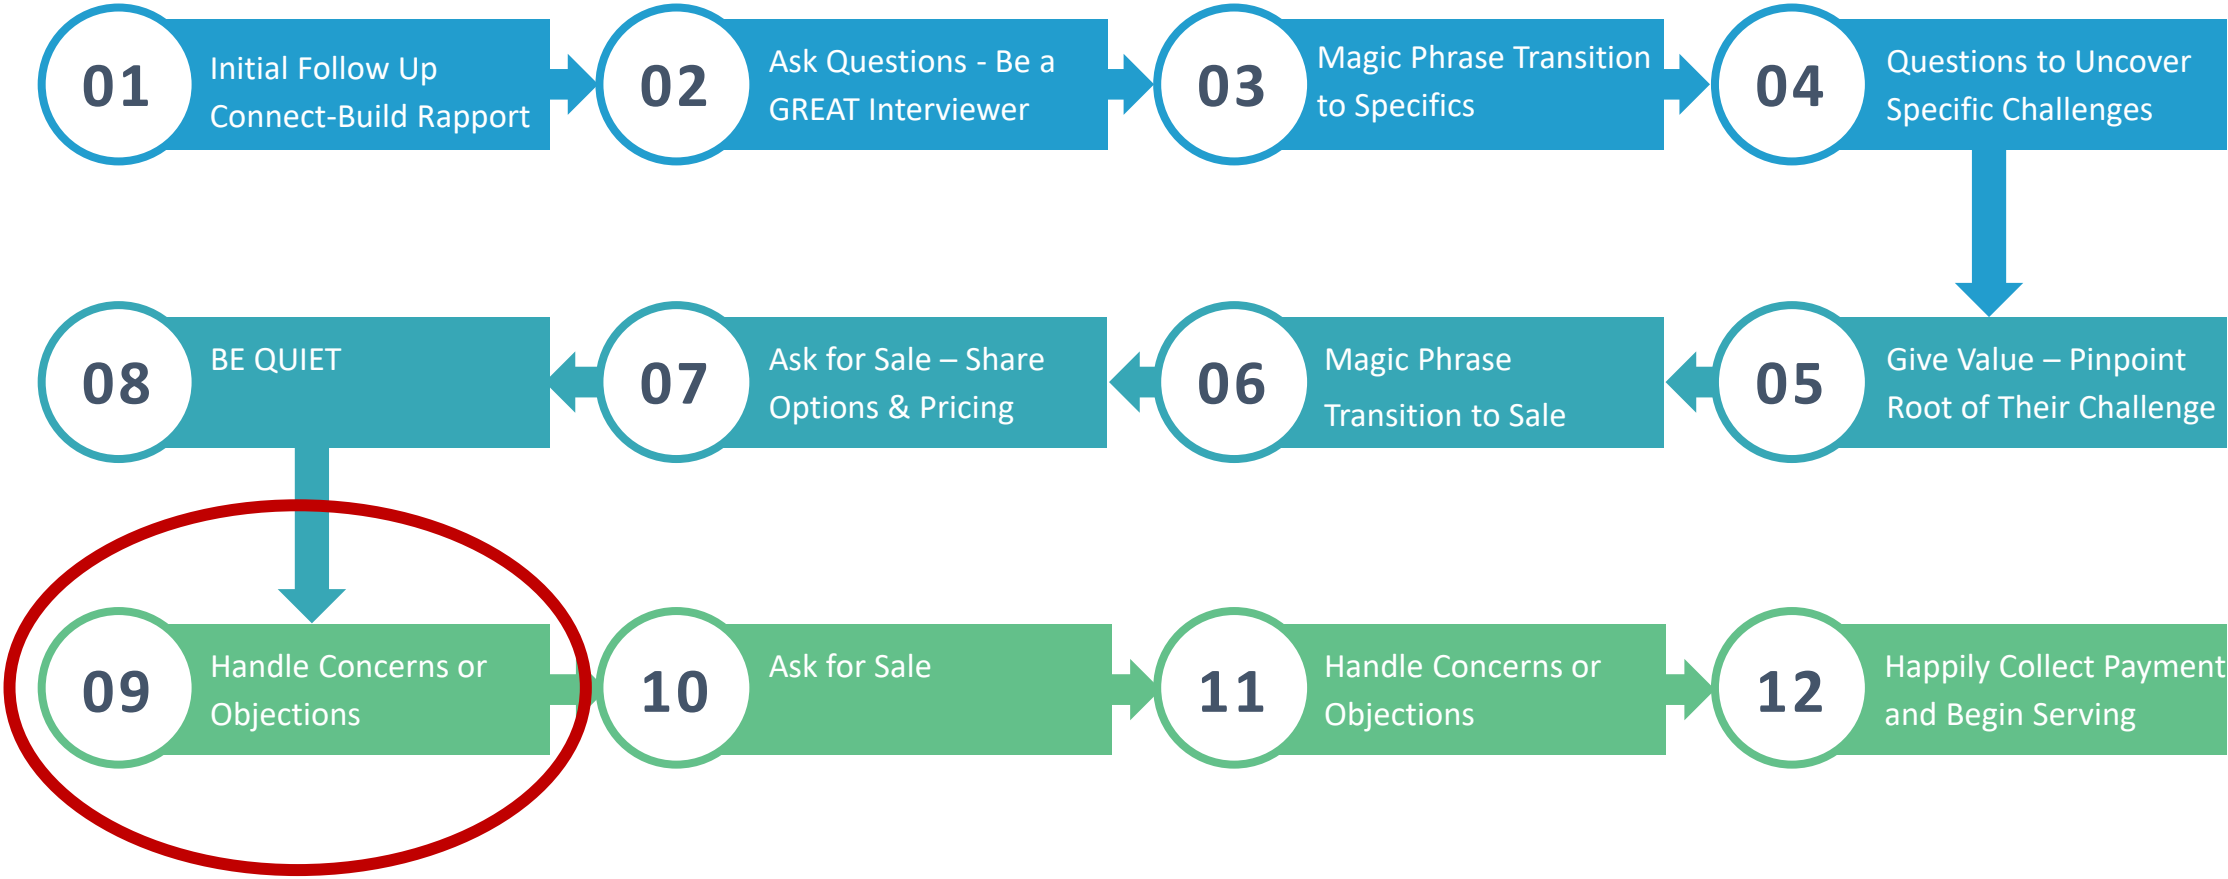 01
Initial Follow Up
Connect-Build Rapport
02
Ask Questions - Be a
GREAT Interviewer
03
Magic Phrase Transition
to Specifics
04
Questions to Uncover
Specific Challenges
05
Give Value – Pinpoint
Root of Their Challenge
06
Magic Phrase
Transition to Sale
07
Ask for Sale – Share
Options & Pricing
08
BE QUIET
09
Handle Concerns or
Objections
10
Ask for Sale
11
Handle Concerns or
Objections
12
Happily Collect Payment
and Begin Serving